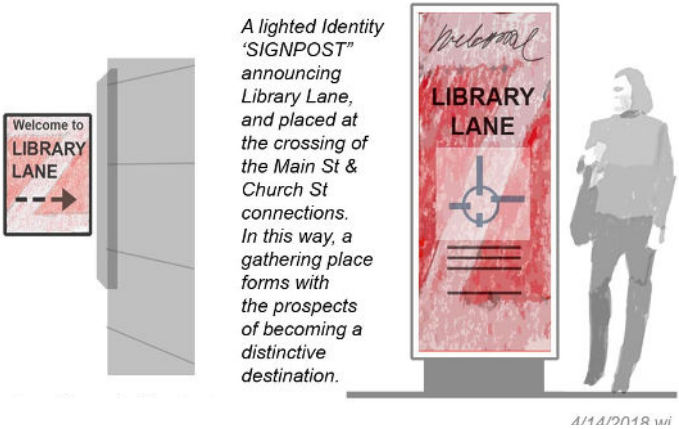 Welcome to
LIBRARY
LANE
A lighted Identity
'SIGNPOST"
announcing
Library Lane,
and placed at
the crossing of
the Main St &
Church St
connections.
In this way, a
gathering place
forms with
the prospects
of becoming a
distinctive
destination.
Welcome
LIBRARY
LANE
4/14/2018 wj